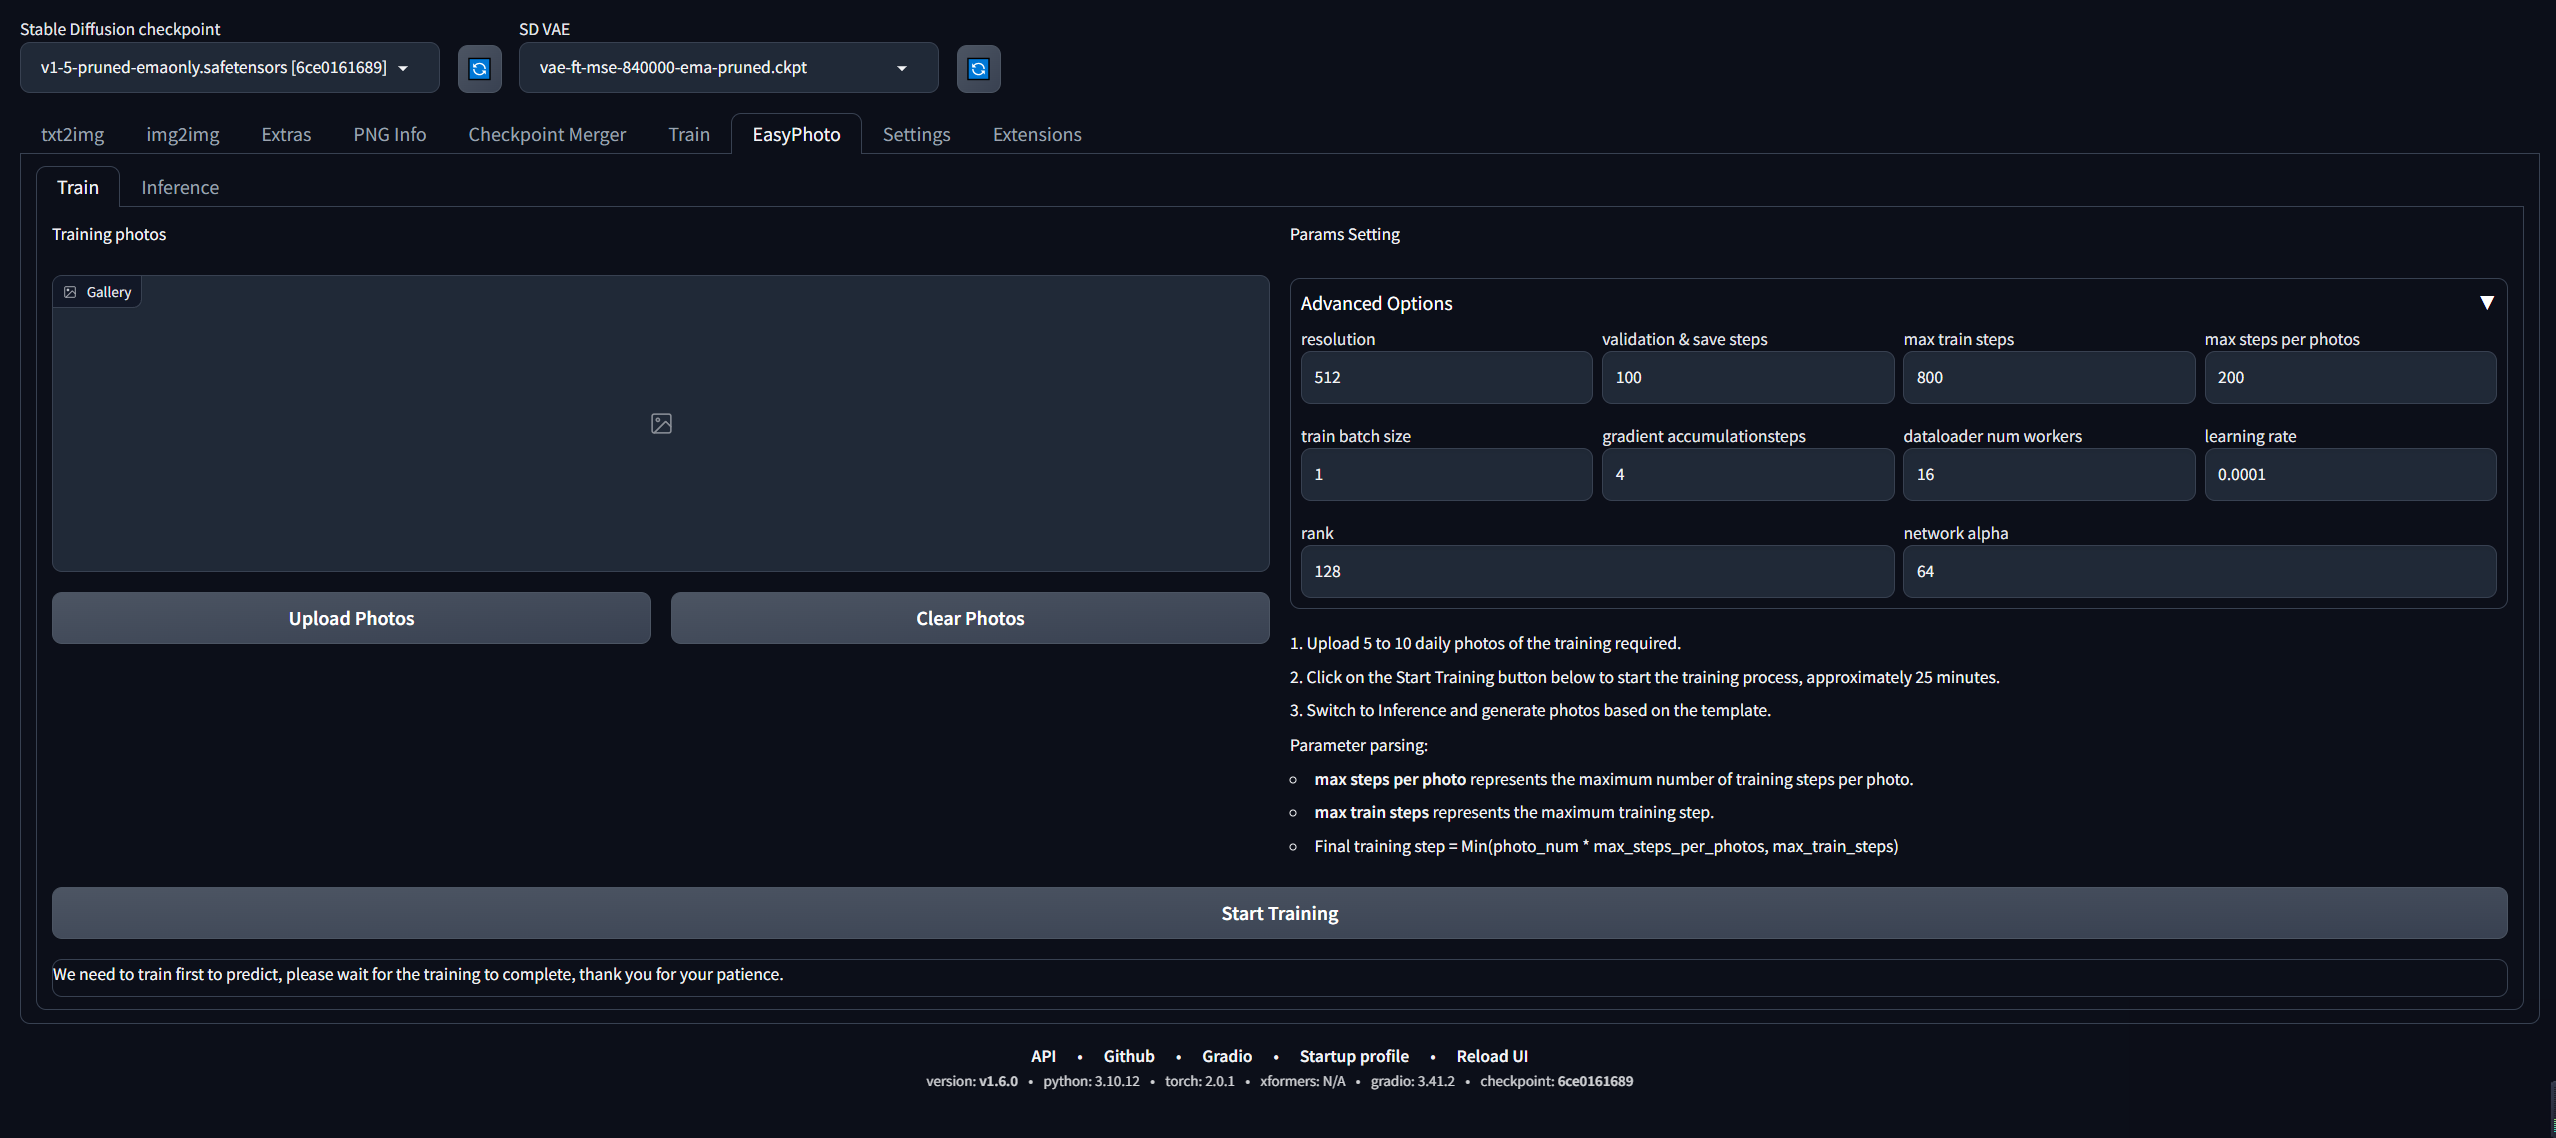 Stable Diffusion checkpoint
SD VAE
v1-5-pruned-emaonly.safetensors [6ce0161689]
vae-ft-mse-840000-ema-pruned.ckpt
txt2img img2img Extras PNG Info Checkpoint Merger Train EasyPhoto Settings Extensions
Train Inference
Training photos
Gallery
Upload Photos Clear Photos
Params Setting
Advanced Options ▼
resolution validation & save steps max train steps max steps per photos
512 100 800 200
train batch size gradient accumulationsteps dataloader num workers learning rate
1 4 16 0.0001
rank network alpha
128 64
1. Upload 5 to 10 daily photos of the training required.
2. Click on the Start Training button below to start the training process, approximately 25 minutes.
3. Switch to Inference and generate photos based on the template.
Parameter parsing:
max steps per photo represents the maximum number of training steps per photo.
max train steps represents the maximum training step.
Final training step = Min(photo_num * max_steps_per_photos, max_train_steps)
Start Training
We need to train first to predict, please wait for the training to complete, thank you for your patience.
API • Github • Gradio • Startup profile • Reload UI
version: v1.6.0 • python: 3.10.12 • torch: 2.0.1 • xformers: N/A • gradio: 3.41.2 • checkpoint: 6ce0161689